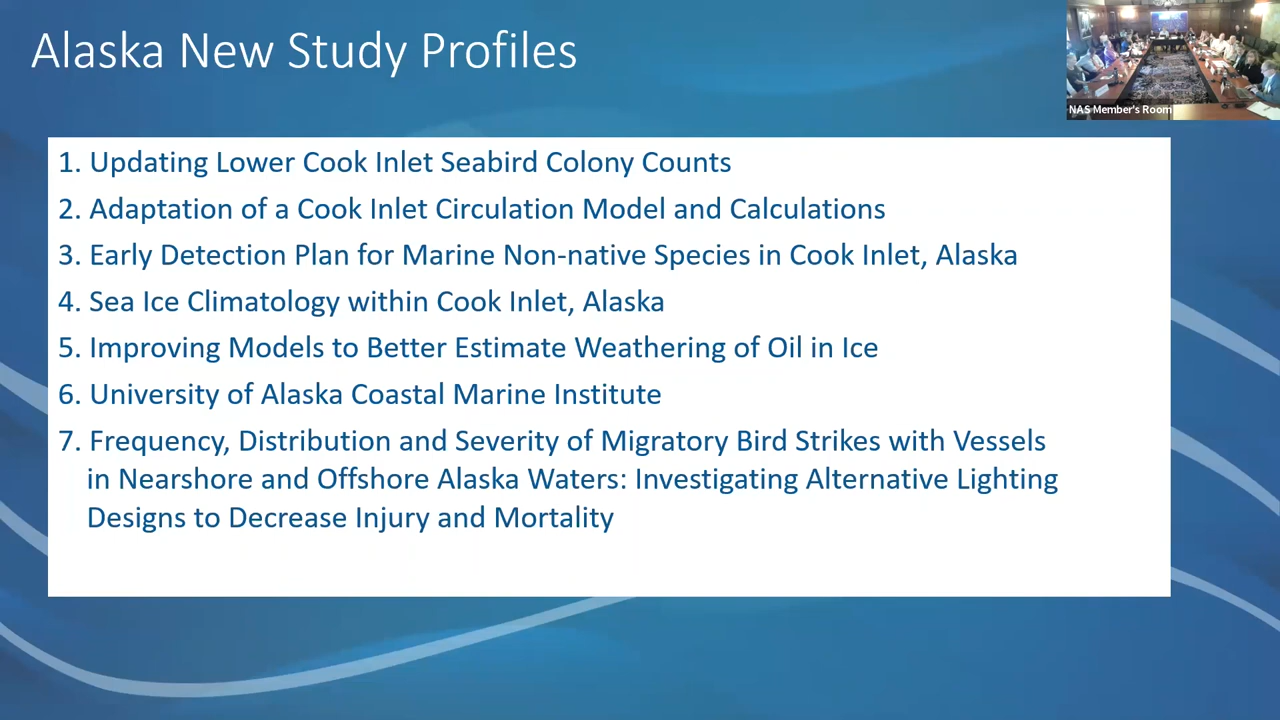 Alaska New Study Profiles
NAS Member's Room
1. Updating Lower Cook Inlet Seabird Colony Counts
2. Adaptation of a Cook Inlet Circulation Model and Calculations
3. Early Detection Plan for Marine Non-native Species in Cook Inlet, Alaska
4. Sea Ice Climatology within Cook Inlet, Alaska
5. Improving Models to Better Estimate Weathering of Oil in Ice
6. University of Alaska Coastal Marine Institute
7. Frequency, Distribution and Severity of Migratory Bird Strikes with Vessels
in Nearshore and Offshore Alaska Waters: Investigating Alternative Lighting
Designs to Decrease Injury and Mortality